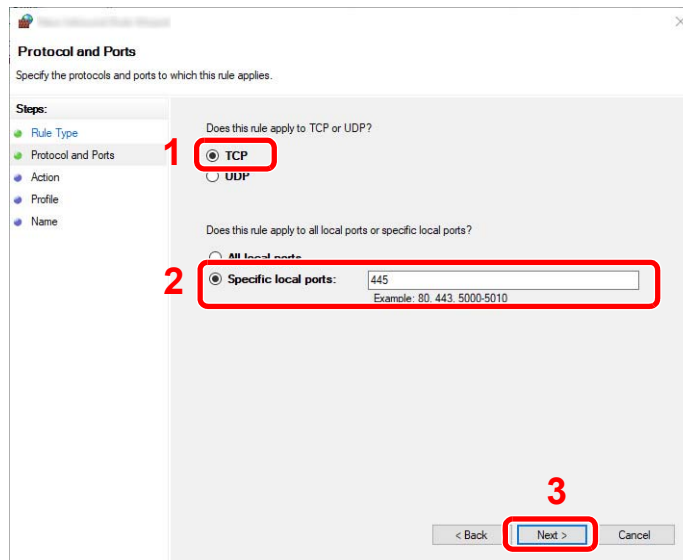 Protocol and Ports
Specify the protocols and ports to which this rule applies.
Steps:
Rule Type
Protocol and Ports
Action
Profile
Name
Does this rule apply to TCP or UDP?
1
TCP
UDP
Does this rule apply to all local ports or specific local ports?
All local ports
2
Specific local ports:
445
Example: 80, 443, 5000-5010
3
< Back
Next >
Cancel